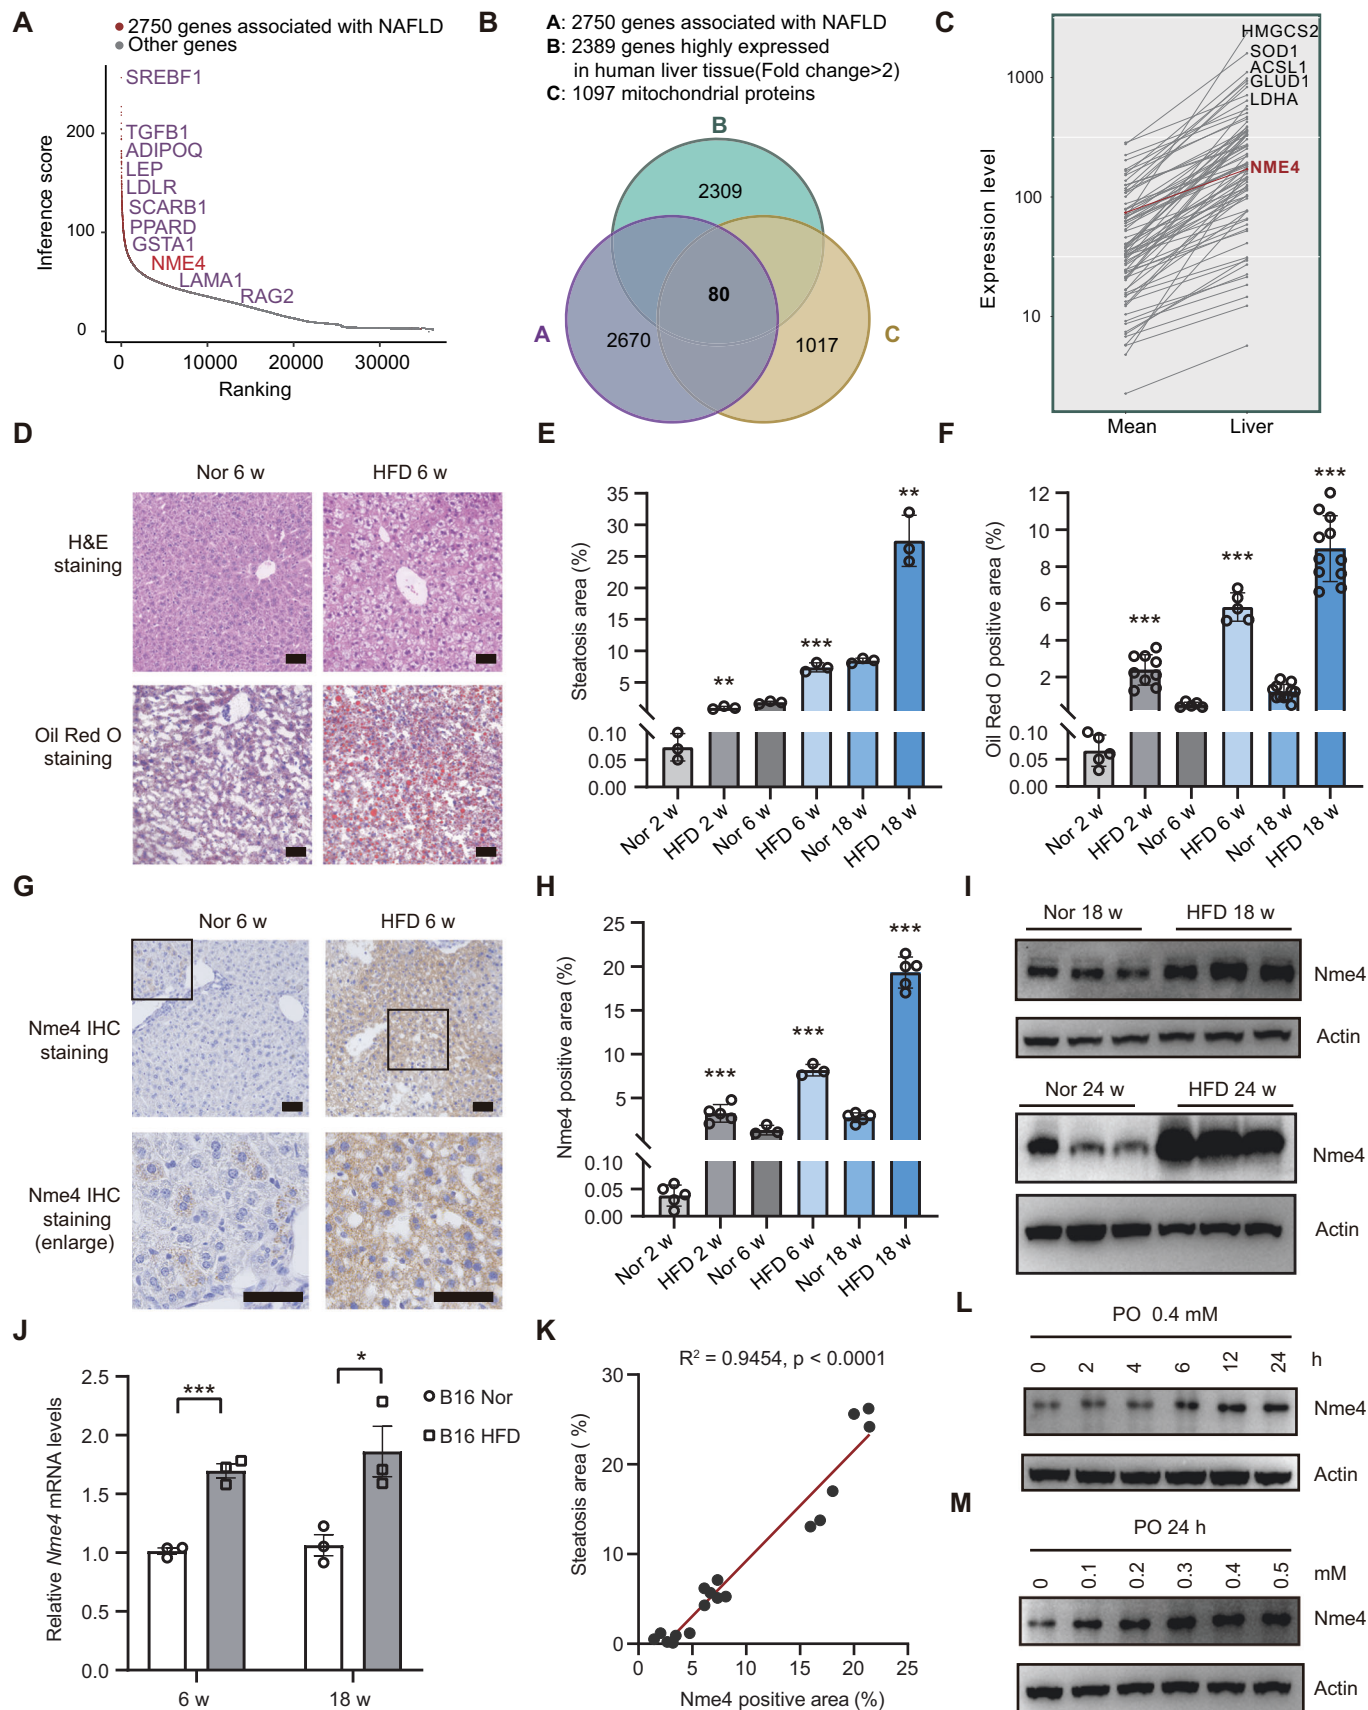 A
2750 genes associated with NAFLD
Other genes
Inference score
200
100
0
SREBF1
TGFB1
ADIPOQ
LEP
LDLR
SCARB1
PPARD
GSTA1
NME4
LAMA1
RAG2
0
10000
20000
30000
Ranking
B
A: 2750 genes associated with NAFLD
B: 2389 genes highly expressed
in human liver tissue(Fold change>2)
C: 1097 mitochondrial proteins
B
2309
80
2670
1017
A
C
C
Expression level
1000
100
10
HMGCS2
SOD1
ACSL1
GLUD1
LDHA
NME4
Mean
Liver
D
Nor 6 w
HFD 6 w
H&E
staining
Oil Red O
staining
E
Steatosis area (%)
35
30
25
20
15
10
5
0.10
0.05
0.00
**
***
**
Nor 2 w
HFD 2 w
Nor 6 w
HFD 6 w
Nor 18 w
HFD 18 w
F
Oil Red O positive area (%)
12
10
8
6
4
2
0.10
0.05
0.00
***
***
***
Nor 2 w
HFD 2 w
Nor 6 w
HFD 6 w
Nor 18 w
HFD 18 w
G
Nor 6 w
HFD 6 w
Nme4 IHC
staining
Nme4 IHC
staining
(enlarge)
H
Nme4 positive area (%)
25
20
15
10
5
0.10
0.05
0.00
***
***
***
Nor 2 w
HFD 2 w
Nor 6 w
HFD 6 w
Nor 18 w
HFD 18 w
I
Nor 18 w
HFD 18 w
Nme4
Actin
Nor 24 w
HFD 24 w
Nme4
Actin
J
Relative Nme4 mRNA levels
2.5
2.0
1.5
1.0
0.5
0.0
***
*
B16 Nor
B16 HFD
6 w
18 w
K
R² = 0.9454, p < 0.0001
Steatosis area ( %)
30
20
10
0
0
5
10
15
20
25
Nme4 positive area (%)
L
PO 0.4 mM
0
2
4
6
12
24
h
Nme4
Actin
M
PO 24 h
0
0.1
0.2
0.3
0.4
0.5
mM
Nme4
Actin